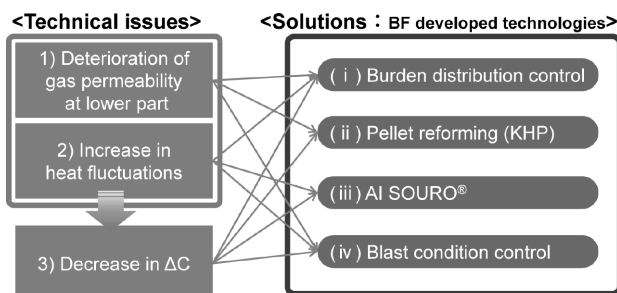 <Technical issues>
<Solutions：BF developed technologies>
1) Deterioration of
gas permeability
at lower part
2) Increase in
heat fluctuations
3) Decrease in ΔC
(ⅰ) Burden distribution control
(ⅱ) Pellet reforming (KHP)
(ⅲ) AI SOURO®
(ⅳ) Blast condition control